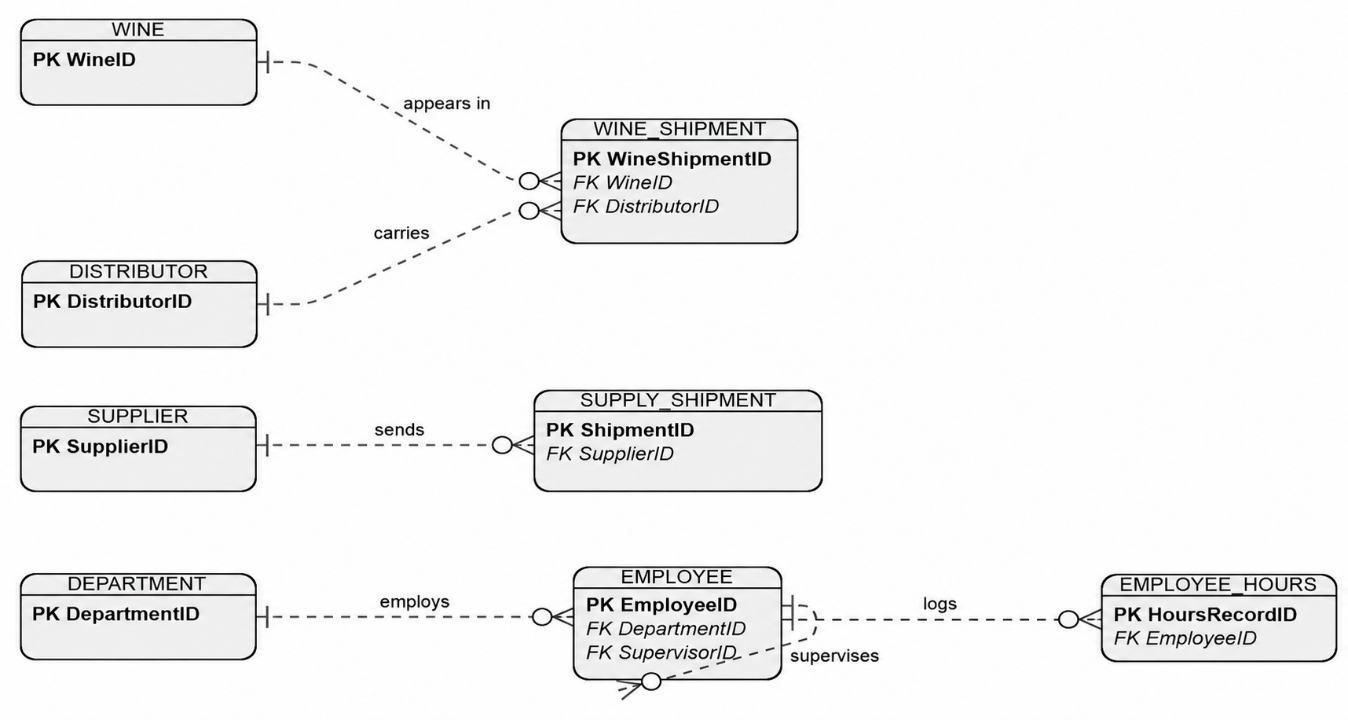 WINE
PK WineID
appears in
WINE_SHIPMENT
PK WineShipmentID
FK WineID
FK DistributorID
carries
DISTRIBUTOR
PK DistributorID
SUPPLIER
PK SupplierID
sends
SUPPLY_SHIPMENT
PK ShipmentID
FK SupplierID
DEPARTMENT
PK DepartmentID
employs
EMPLOYEE
PK EmployeeID
FK DepartmentID
FK SupervisorID
supervises
logs
EMPLOYEE_HOURS
PK HoursRecordID
FK EmployeeID